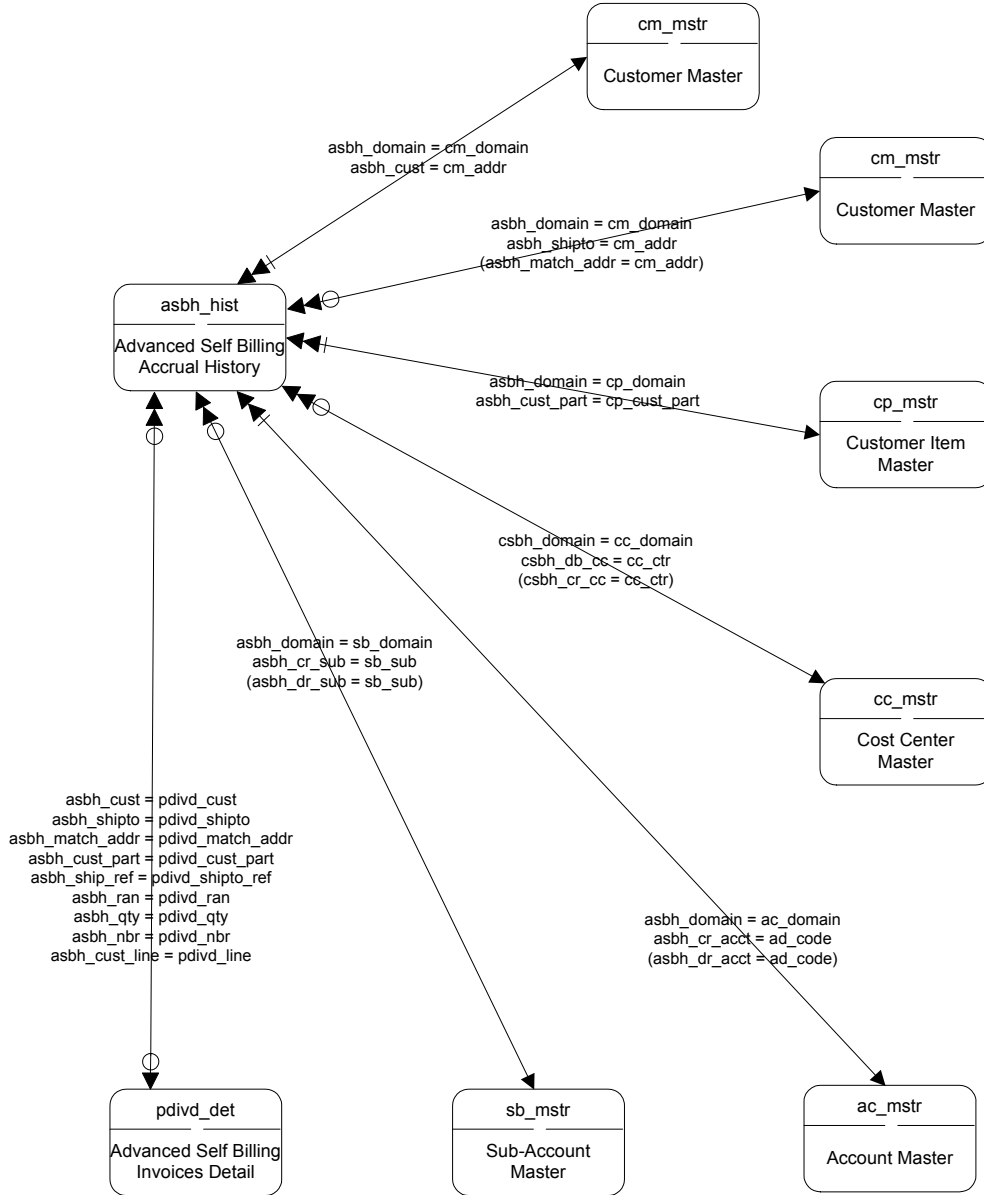 cm_mstr
Customer Master
asbh_domain = cm_domain
asbh_cust = cm_addr
cm_mstr
Customer Master
asbh_domain = cm_domain
asbh_shipto = cm_addr
(asbh_match_addr = cm_addr)
asbh_hist
Advanced Self Billing
Accrual History
asbh_domain = cp_domain
asbh_cust_part = cp_cust_part
cp_mstr
Customer Item
Master
csbh_domain = cc_domain
csbh_db_cc = cc_ctr
(csbh_cr_cc = cc_ctr)
asbh_domain = sb_domain
asbh_cr_sub = sb_sub
(asbh_dr_sub = sb_sub)
cc_mstr
Cost Center
Master
asbh_cust = pdivd_cust
asbh_shipto = pdivd_shipto
asbh_match_addr = pdivd_match_addr
asbh_cust_part = pdivd_cust_part
asbh_ship_ref = pdivd_shipto_ref
asbh_ran = pdivd_ran
asbh_qty = pdivd_qty
asbh_nbr = pdivd_nbr
asbh_cust_line = pdivd_line
asbh_domain = ac_domain
asbh_cr_acct = ad_code
(asbh_dr_acct = ad_code)
pdivd_det
Advanced Self Billing
Invoices Detail
sb_mstr
Sub-Account
Master
ac_mstr
Account Master